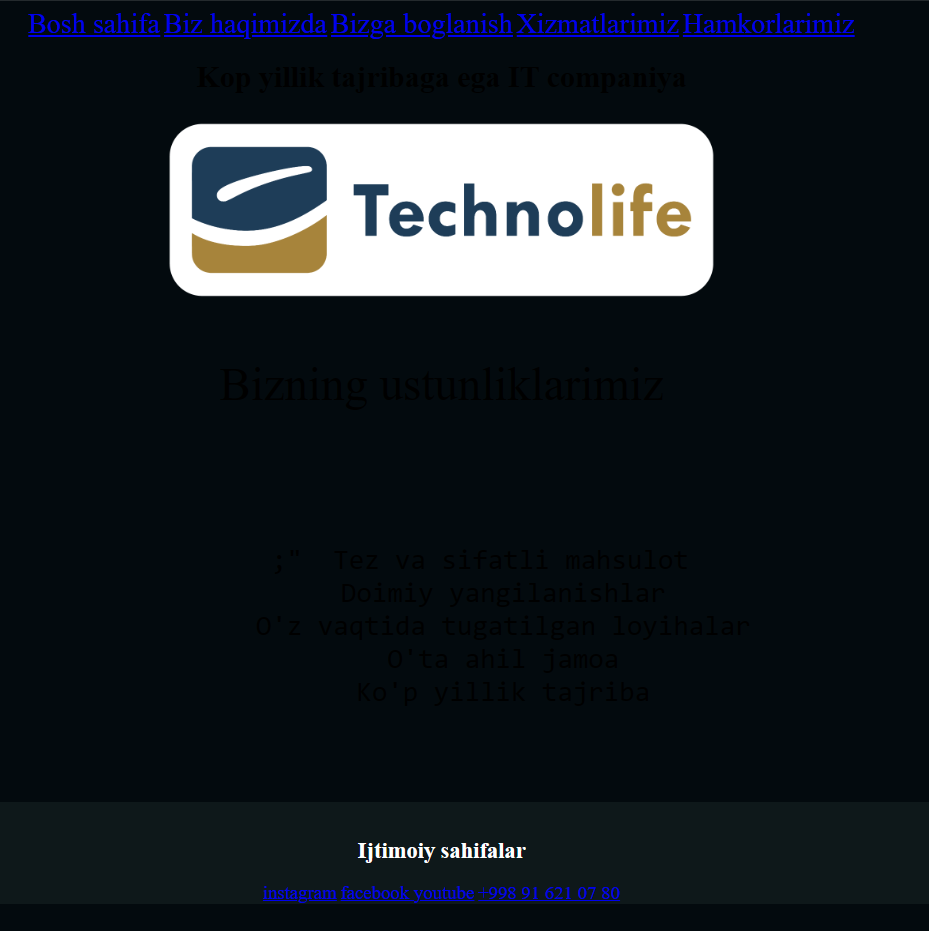 Bosh sahifa Biz haqimizda Bizga boglanish Xizmatlarimiz Hamkorlarimiz
Kop yillik tajribaga ega IT companiya
Technolife
Bizning ustunliklarimiz
;" Tez va sifatli mahsulot
Doimiy yangilanishlar
O'z vaqtida tugatilgan loyihalar
O'ta ahil jamoa
Ko'p yillik tajriba
Ijtimoiy sahifalar
instagram facebook youtube +998 91 621 07 80